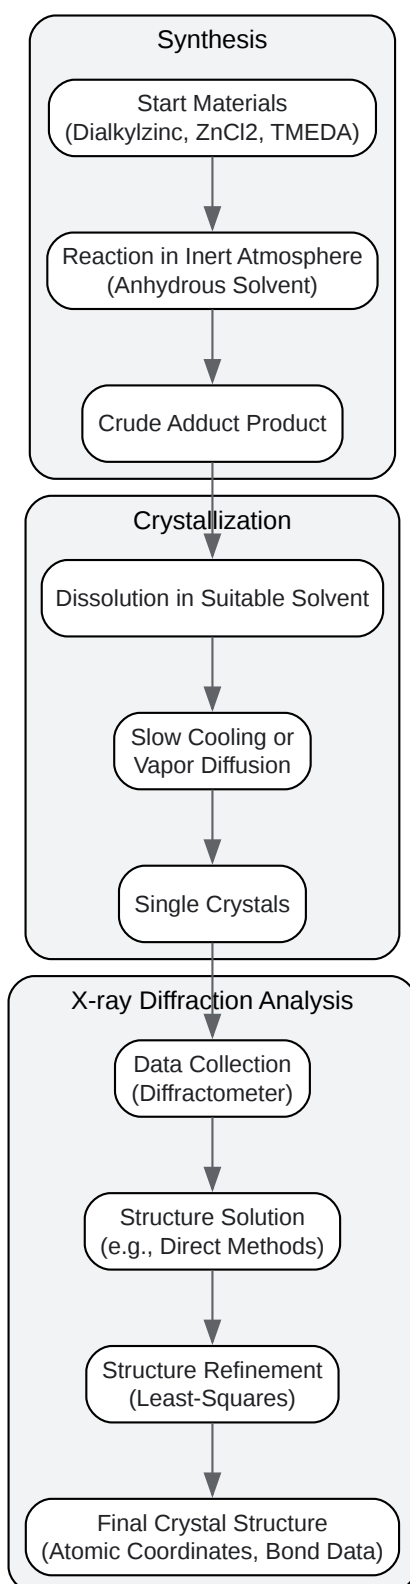 Synthesis
Start Materials
(Dialkylzinc, ZnCl2, TMEDA)
Reaction in Inert Atmosphere
(Anhydrous Solvent)
Crude Adduct Product
Crystallization
Dissolution in Suitable Solvent
Slow Cooling or
Vapor Diffusion
Single Crystals
X-ray Diffraction Analysis
Data Collection
(Diffractometer)
Structure Solution
(e.g., Direct Methods)
Structure Refinement
(Least-Squares)
Final Crystal Structure
(Atomic Coordinates, Bond Data)